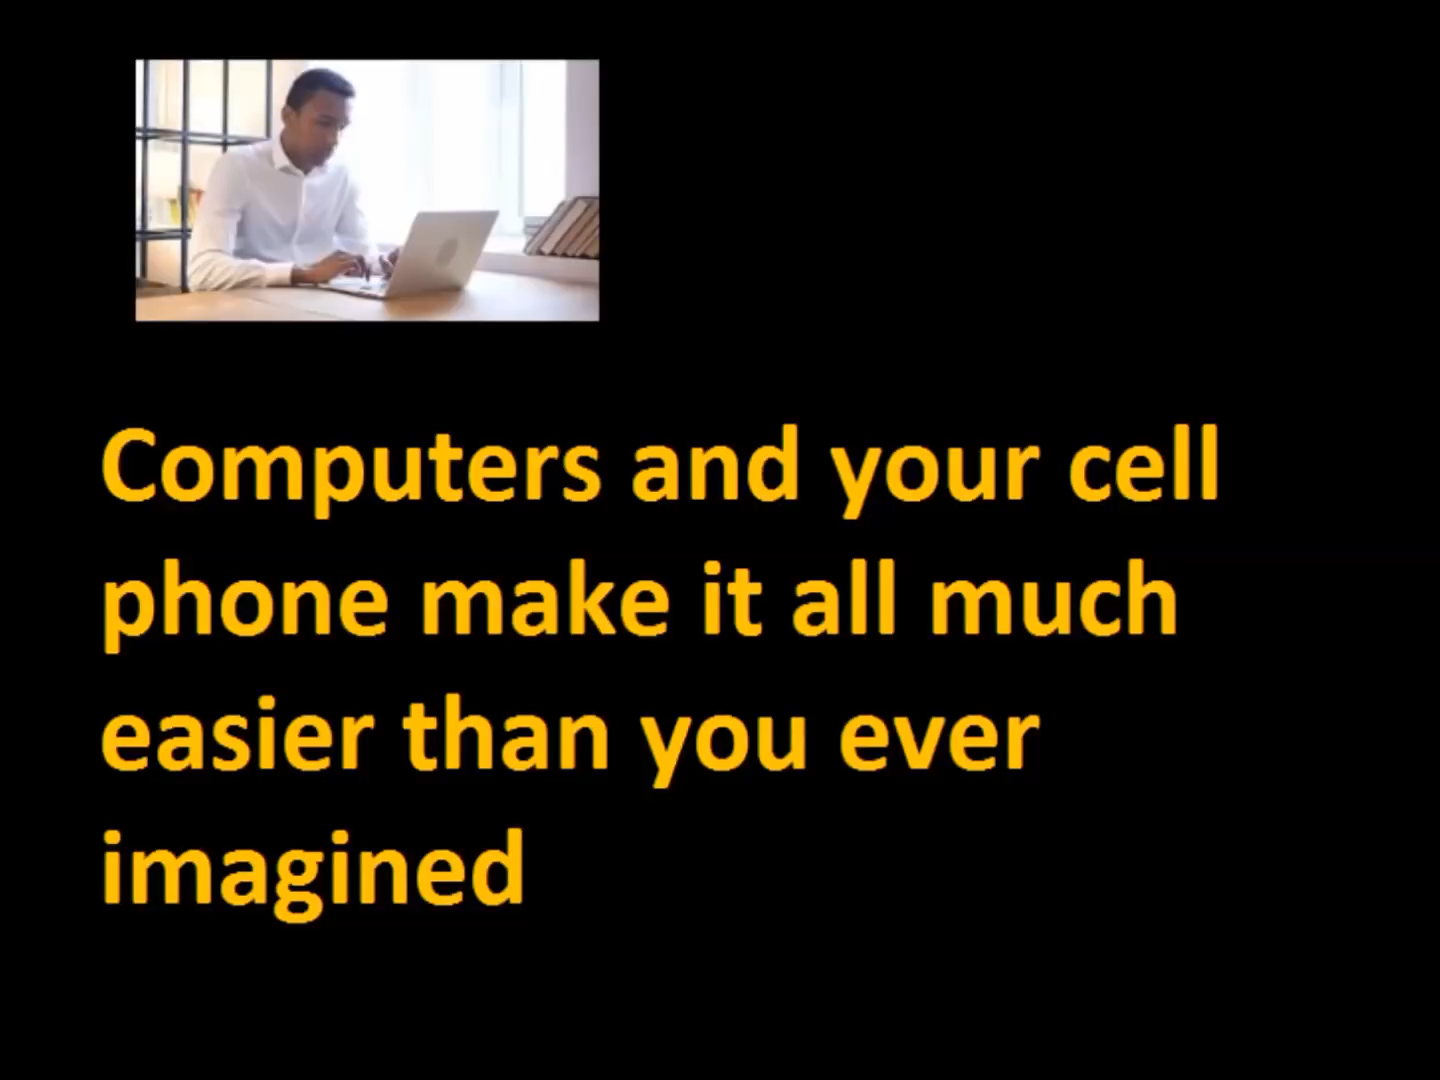 Computers and your cell
phone make it all much
easier than you ever
imagined